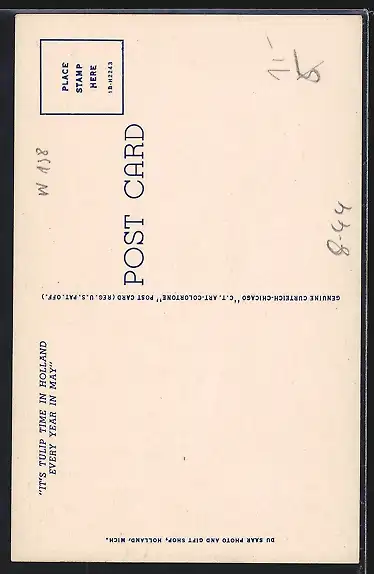 "IT'S TULIP TIME IN HOLLAND
EVERY YEAR IN MAY"
POST CARD
PLACE
STAMP
HERE
1B-H2243
GENUINE CURTEICH-CHICAGO "C.T. ART-COLORTONE" POST CARD (REG. U.S. PAT. OFF.)
DU SAAR PHOTO AND GIFT SHOP, HOLLAND, MICH.
W 138
8-44